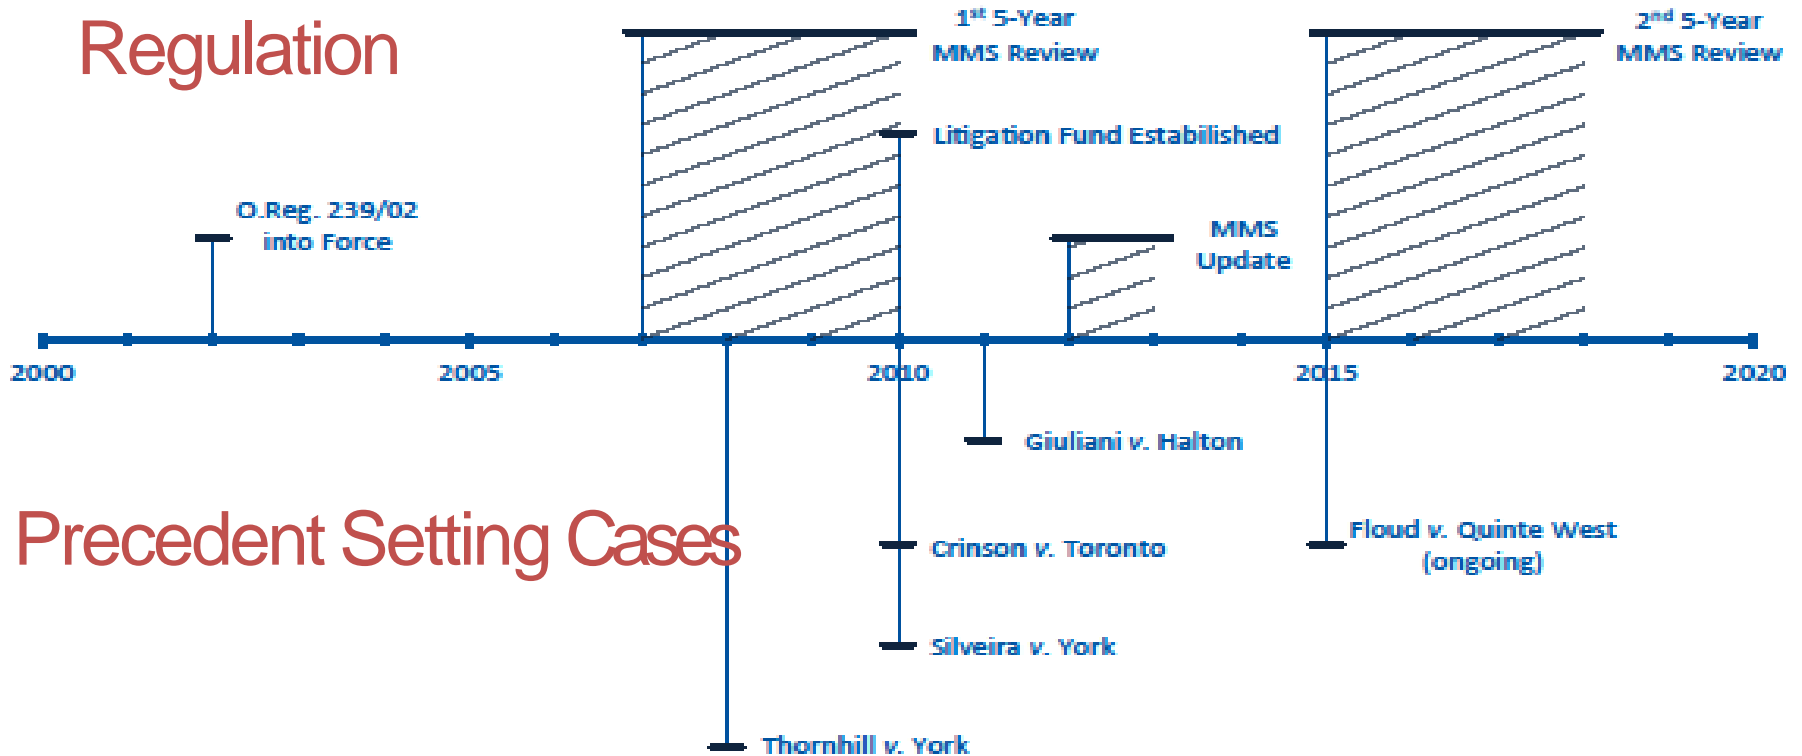 Regulation
1st 5-Year
MMS Review
2nd 5-Year
MMS Review
Litigation Fund Estabilished
O.Reg. 239/02
into Force
MMS
Update
2000
2005
2010
2015
2020
Giuliani v. Halton
Precedent Setting Cases
Crinson v. Toronto
Floud v. Quinte West
(ongoing)
Silveira v. York
Thornhill v. York